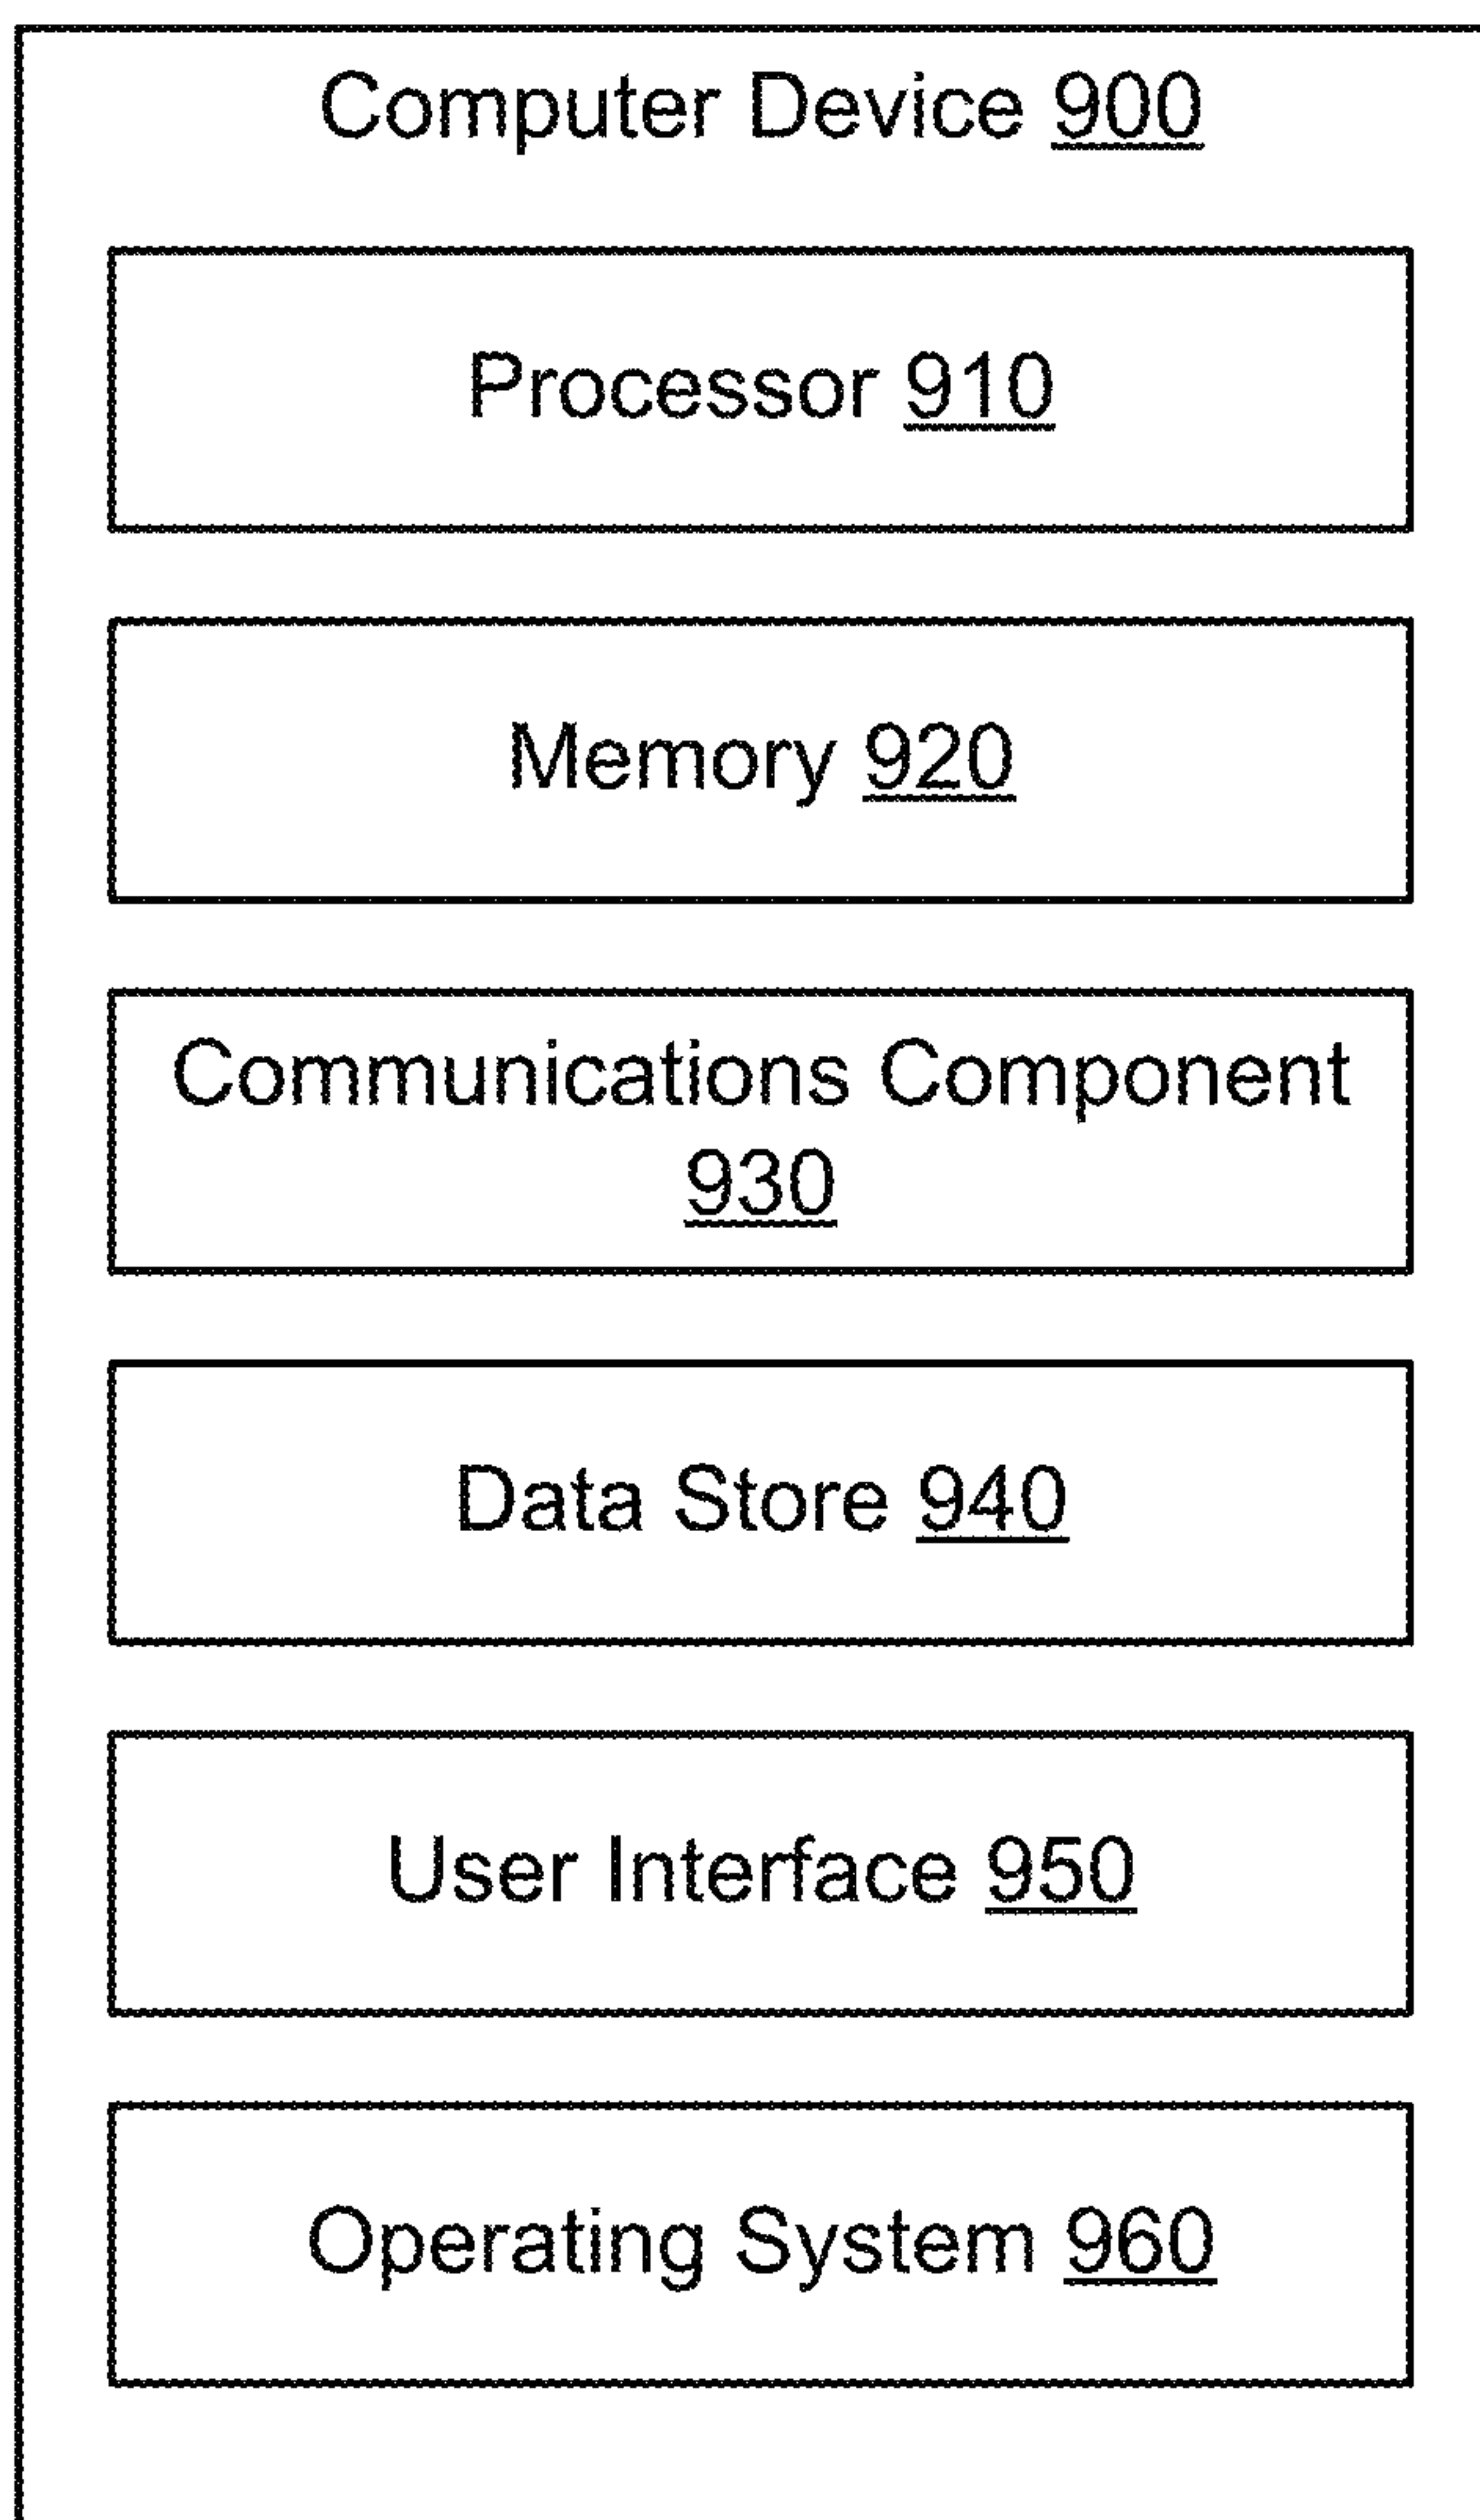 Computer Device 900
Processor 910
Memory 920
Communications Component
930
Data Store 940
User Interface 950
Operating System 960